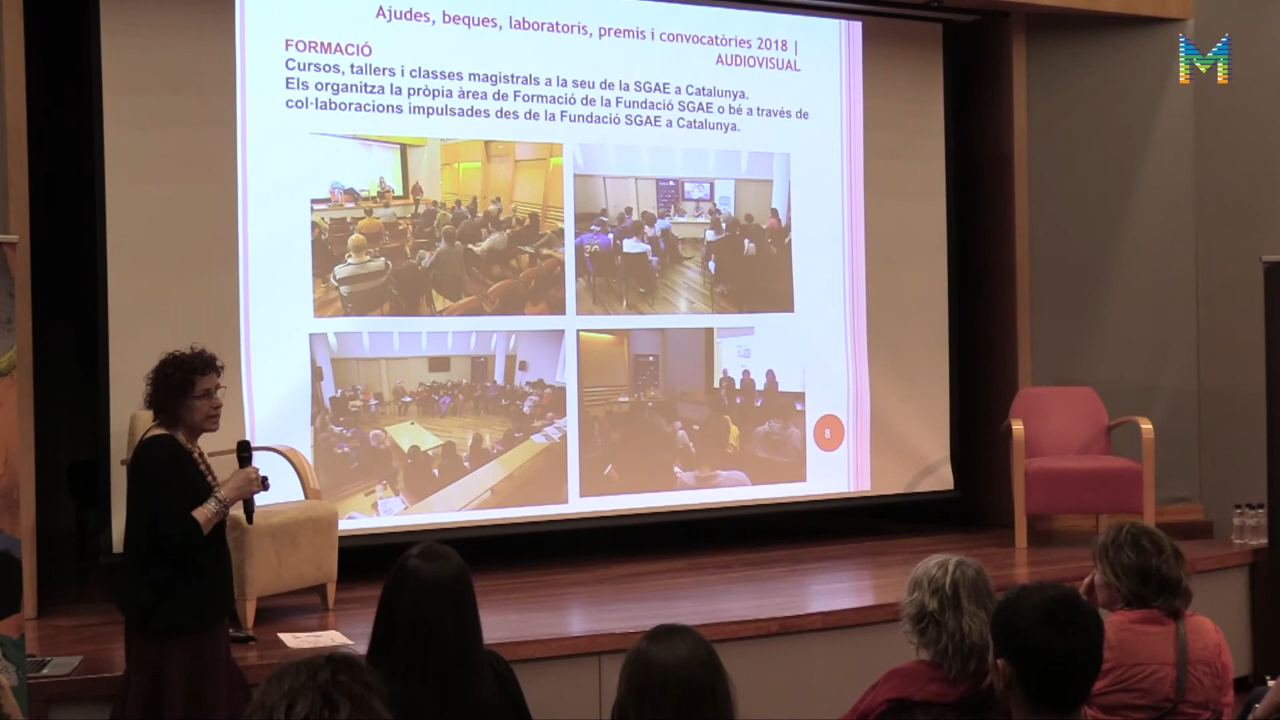 Ajudes, beques, laboratoris, premis i convocatòries 2018 |
AUDIOVISUAL
FORMACIÓ
Cursos, tallers i classes magistrals a la seu de la SGAE a Catalunya.
Els organitza la pròpia àrea de Formació de la Fundació SGAE o bé a través de
col·laboracions impulsades des de la Fundació SGAE a Catalunya.
8
M